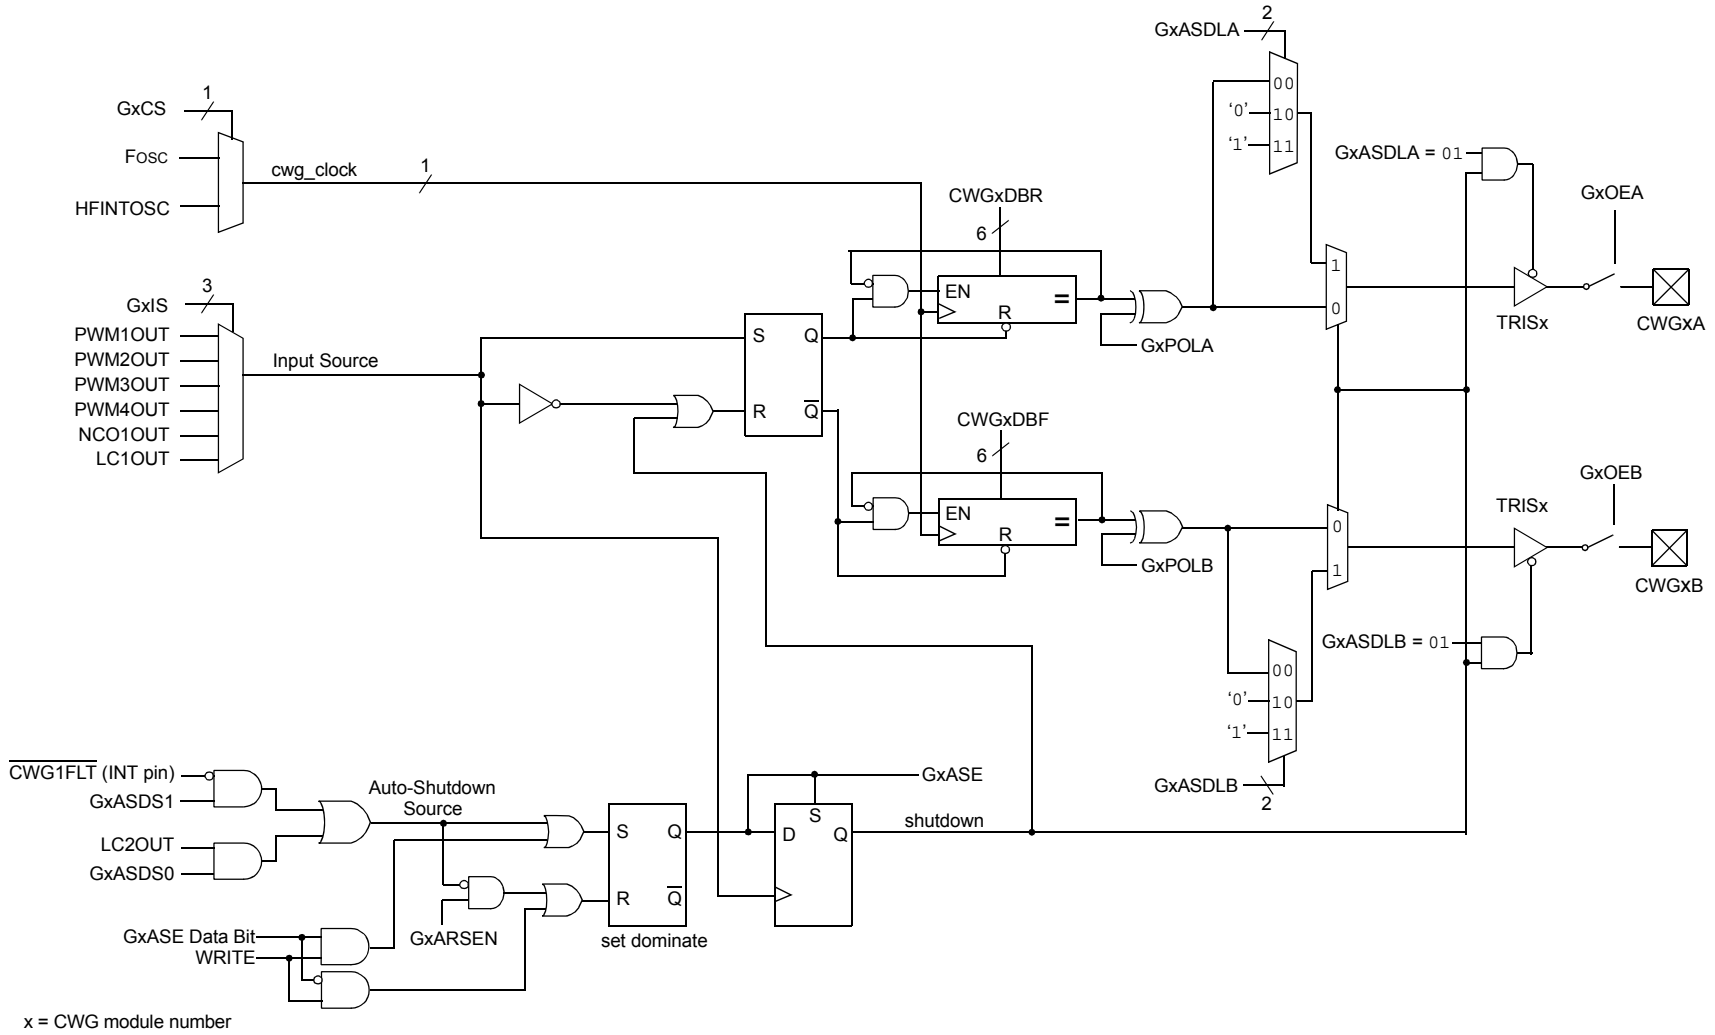 GxASDLA
2
00
'0'
10
'1'
11
GxCS
1
FOSC
HFINTOSC
cwg_clock
1
GxASDLA = 01
GxOEA
CWGxDBR
6
EN
=
R
GxPOLA
1
0
TRISx
CWGxA
GxIS
3
PWM1OUT
PWM2OUT
PWM3OUT
PWM4OUT
NCO1OUT
LC1OUT
Input Source
S
Q
R
Q
CWGxDBF
6
EN
=
R
GxPOLB
0
1
TRISx
GxOEB
CWGxB
GxASDLB = 01
00
'0'
10
'1'
11
GxASDLB
2
CWG1FLT (INT pin)
GxASDS1
LC2OUT
GxASDS0
Auto-Shutdown
Source
S
Q
R
Q
set dominate
GxASE
S
D
Q
shutdown
GxARSEN
GxASE Data Bit
WRITE
x = CWG module number